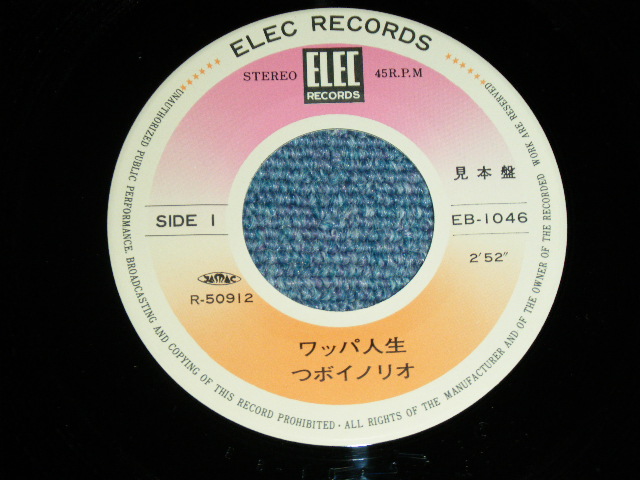 ELEC RECORDS
STEREO
ELEC
RECORDS
45R.P.M
見本盤
SIDE 1
EB-1046
2'52"
R-50912
ワッパ人生
つボイノリオ
UNAUTHORIZED PUBLIC PERFORMANCE, BROADCASTING AND COPYING OF THIS RECORD PROHIBITED · ALL RIGHTS OF THE MANUFACTURER AND OF THE OWNER OF THE RECORDED WORK ARE RESERVED